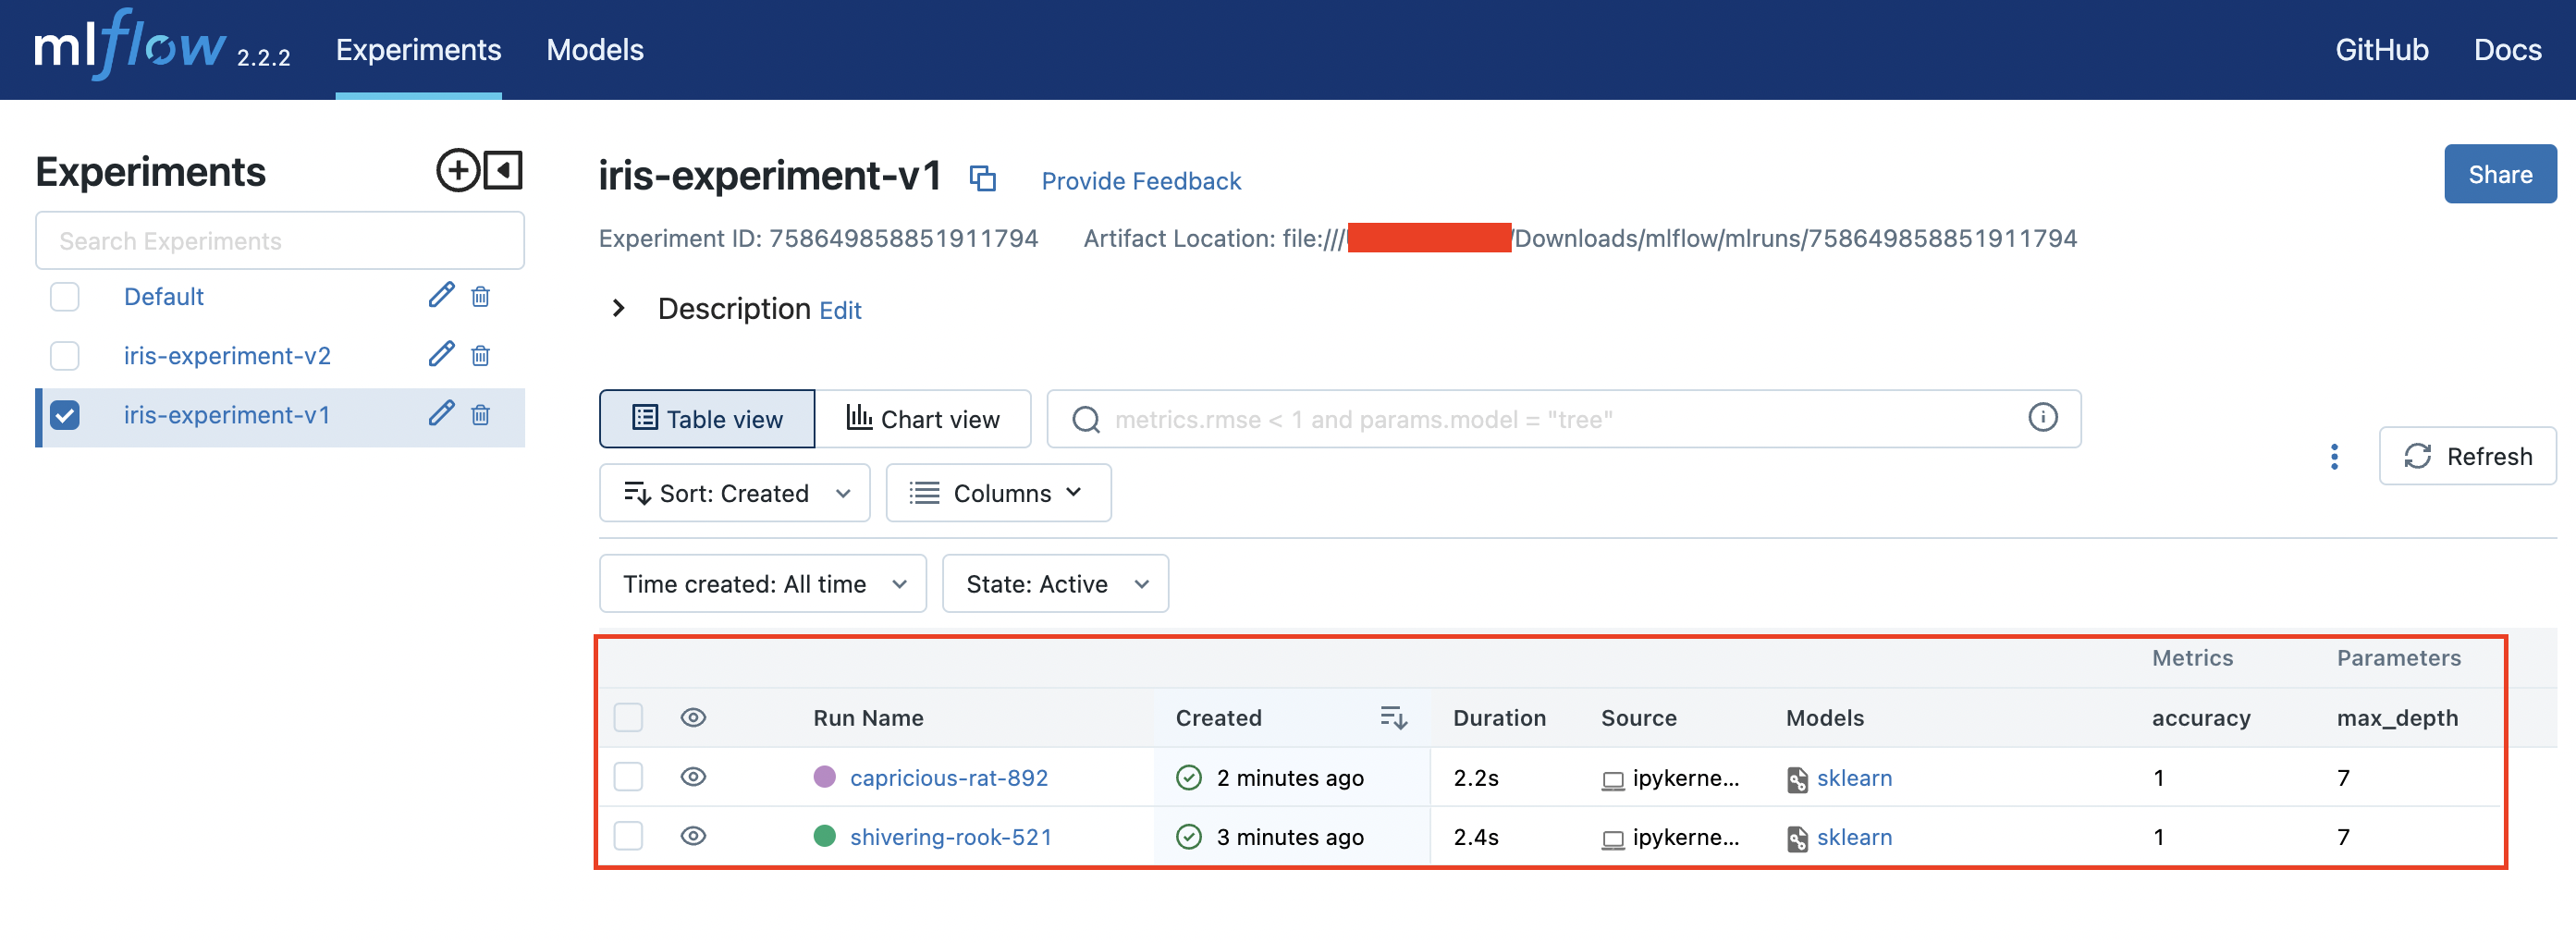 mlflow 2.2.2 Experiments Models GitHub Docs
Experiments
Search Experiments
Default
iris-experiment-v2
iris-experiment-v1
iris-experiment-v1 Provide Feedback Share
Experiment ID: 758649858851911794 Artifact Location: file:///Downloads/mlflow/mlruns/758649858851911794
Description Edit
Table view Chart view metrics.rmse < 1 and params.model = "tree"
Refresh
Sort: Created Columns
Time created: All time State: Active
Metrics Parameters
Run Name Created Duration Source Models accuracy max_depth
capricious-rat-892 2 minutes ago 2.2s ipykerne... sklearn 1 7
shivering-rook-521 3 minutes ago 2.4s ipykerne... sklearn 1 7